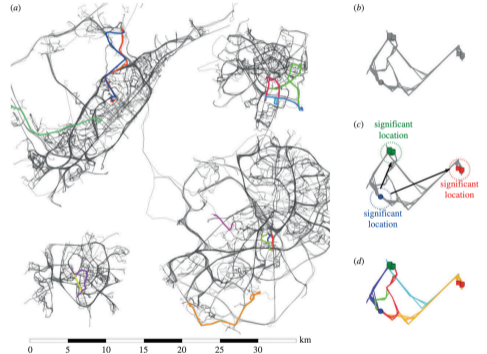 (a)
(b)
(c)
significant
location
significant
location
significant
location
(d)
km
0 5 10 15 20 25 30